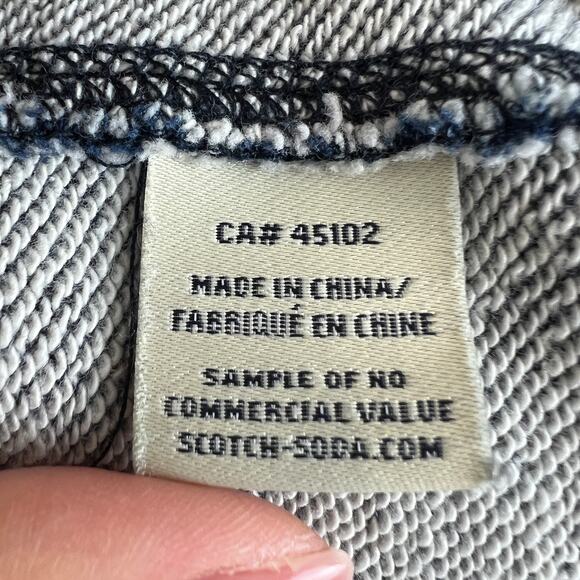 CA# 45102
MADE IN CHINA/
FABRIQUÉ EN CHINE
SAMPLE OF NO
COMMERCIAL VALUE
SCOTCH-SODA.COM